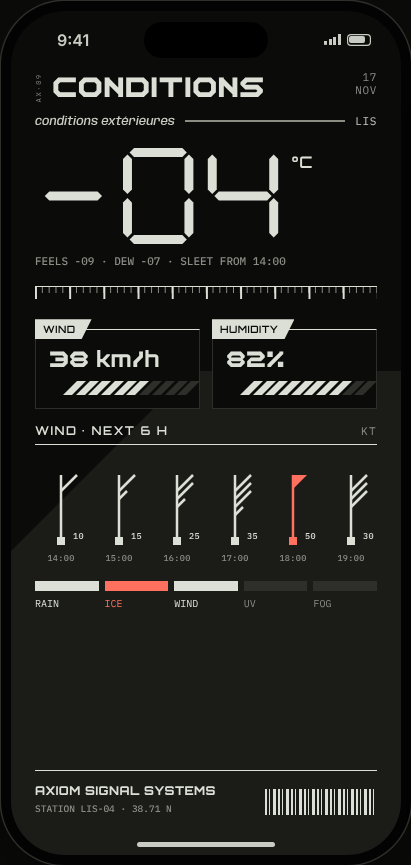 9:41
AX-09
CONDITIONS
17
NOV
conditions extérieures
LIS
-04 °C
FEELS -09 · DEW -07 · SLEET FROM 14:00
WIND
38 km/h
HUMIDITY
82%
WIND · NEXT 6 H
KT
10 15 25 35 50 30
14:00 15:00 16:00 17:00 18:00 19:00
RAIN ICE WIND UV FOG
AXIOM SIGNAL SYSTEMS
STATION LIS-04 · 38.71 N